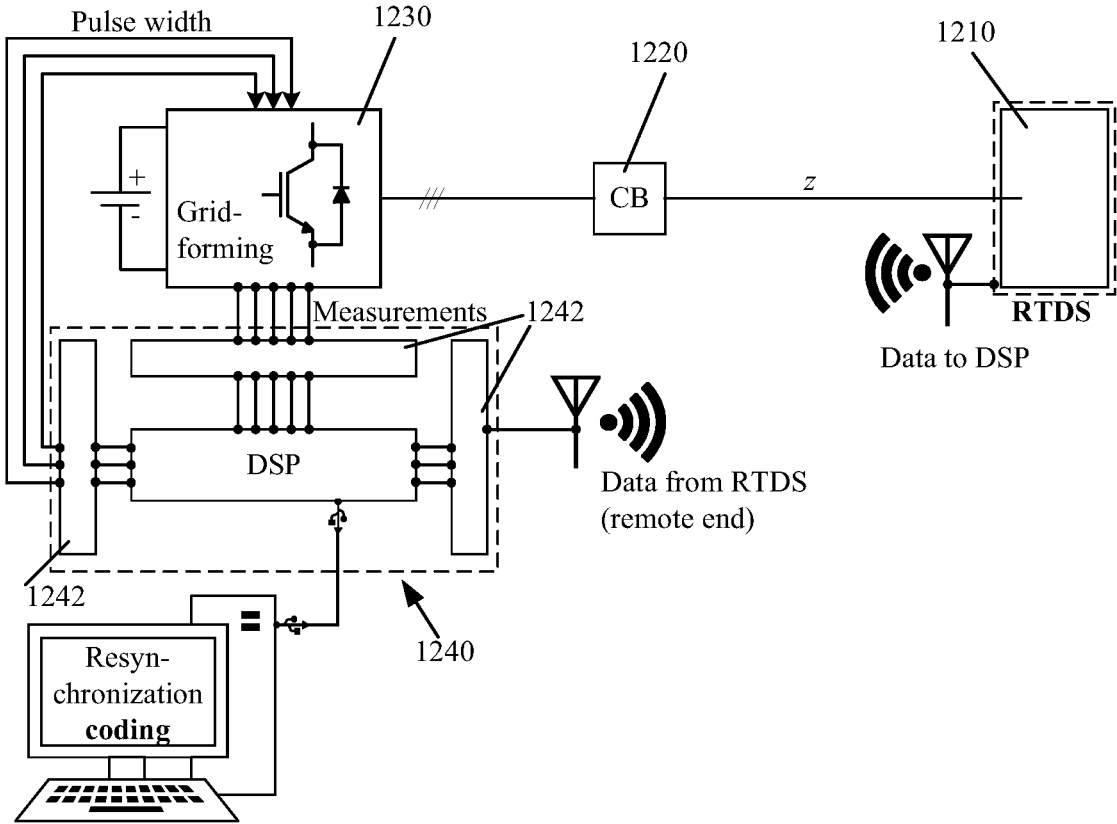 Pulse width
1230
1220
1210
+
-
Grid-
forming
CB
z
RTDS
Measurements
1242
Data to DSP
DSP
Data from RTDS
(remote end)
1242
1240
Resyn-
chronization
coding